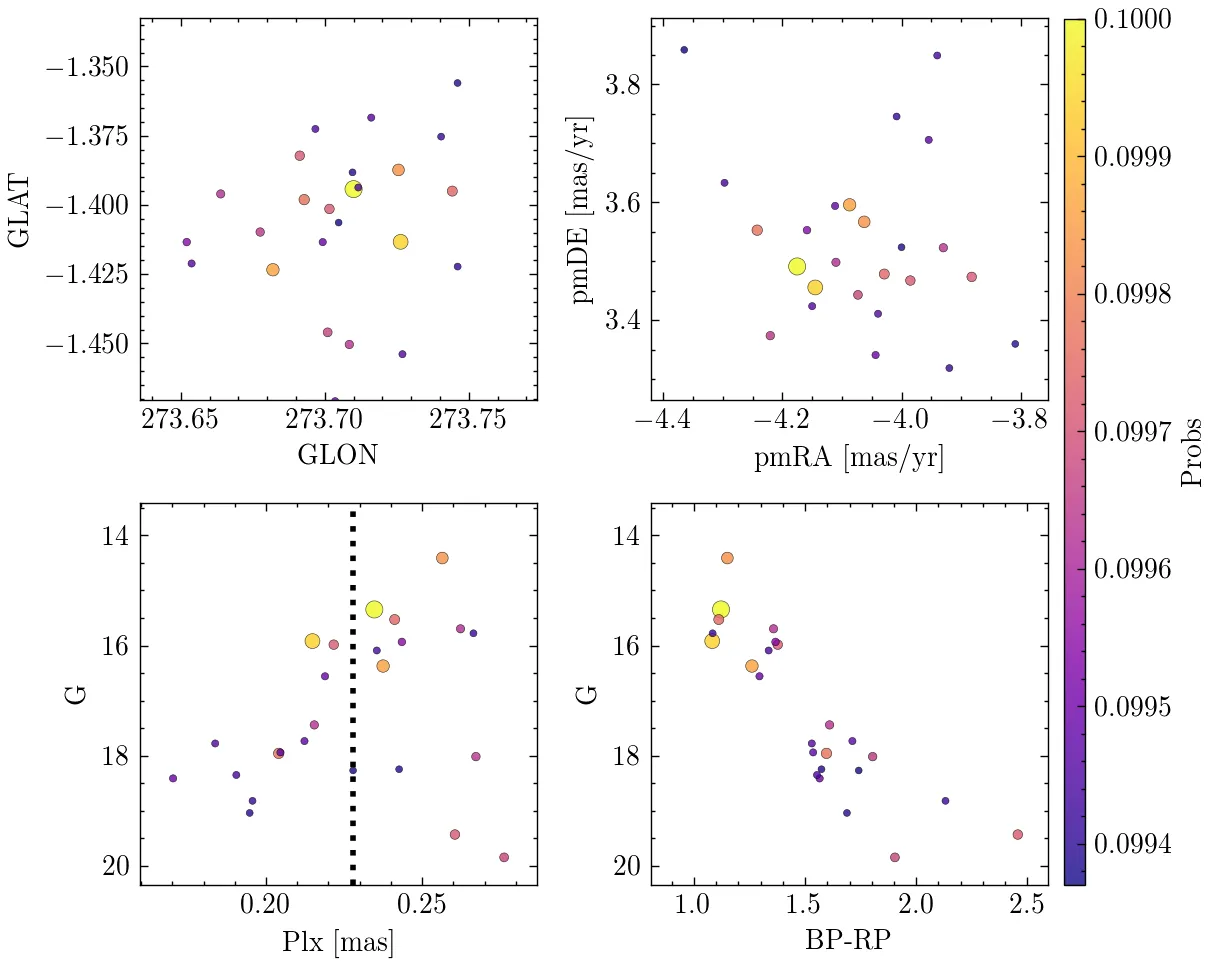 −1.350
−1.375
−1.400
−1.425
−1.450
GLAT
273.65 273.70 273.75
GLON
3.8
3.6
3.4
pmDE [mas/yr]
−4.4 −4.2 −4.0 −3.8
pmRA [mas/yr]
14
16
18
20
G
0.20 0.25
Plx [mas]
14
16
18
20
G
1.0 1.5 2.0 2.5
BP-RP
0.1000
0.0999
0.0998
0.0997
0.0996
0.0995
0.0994
Probs